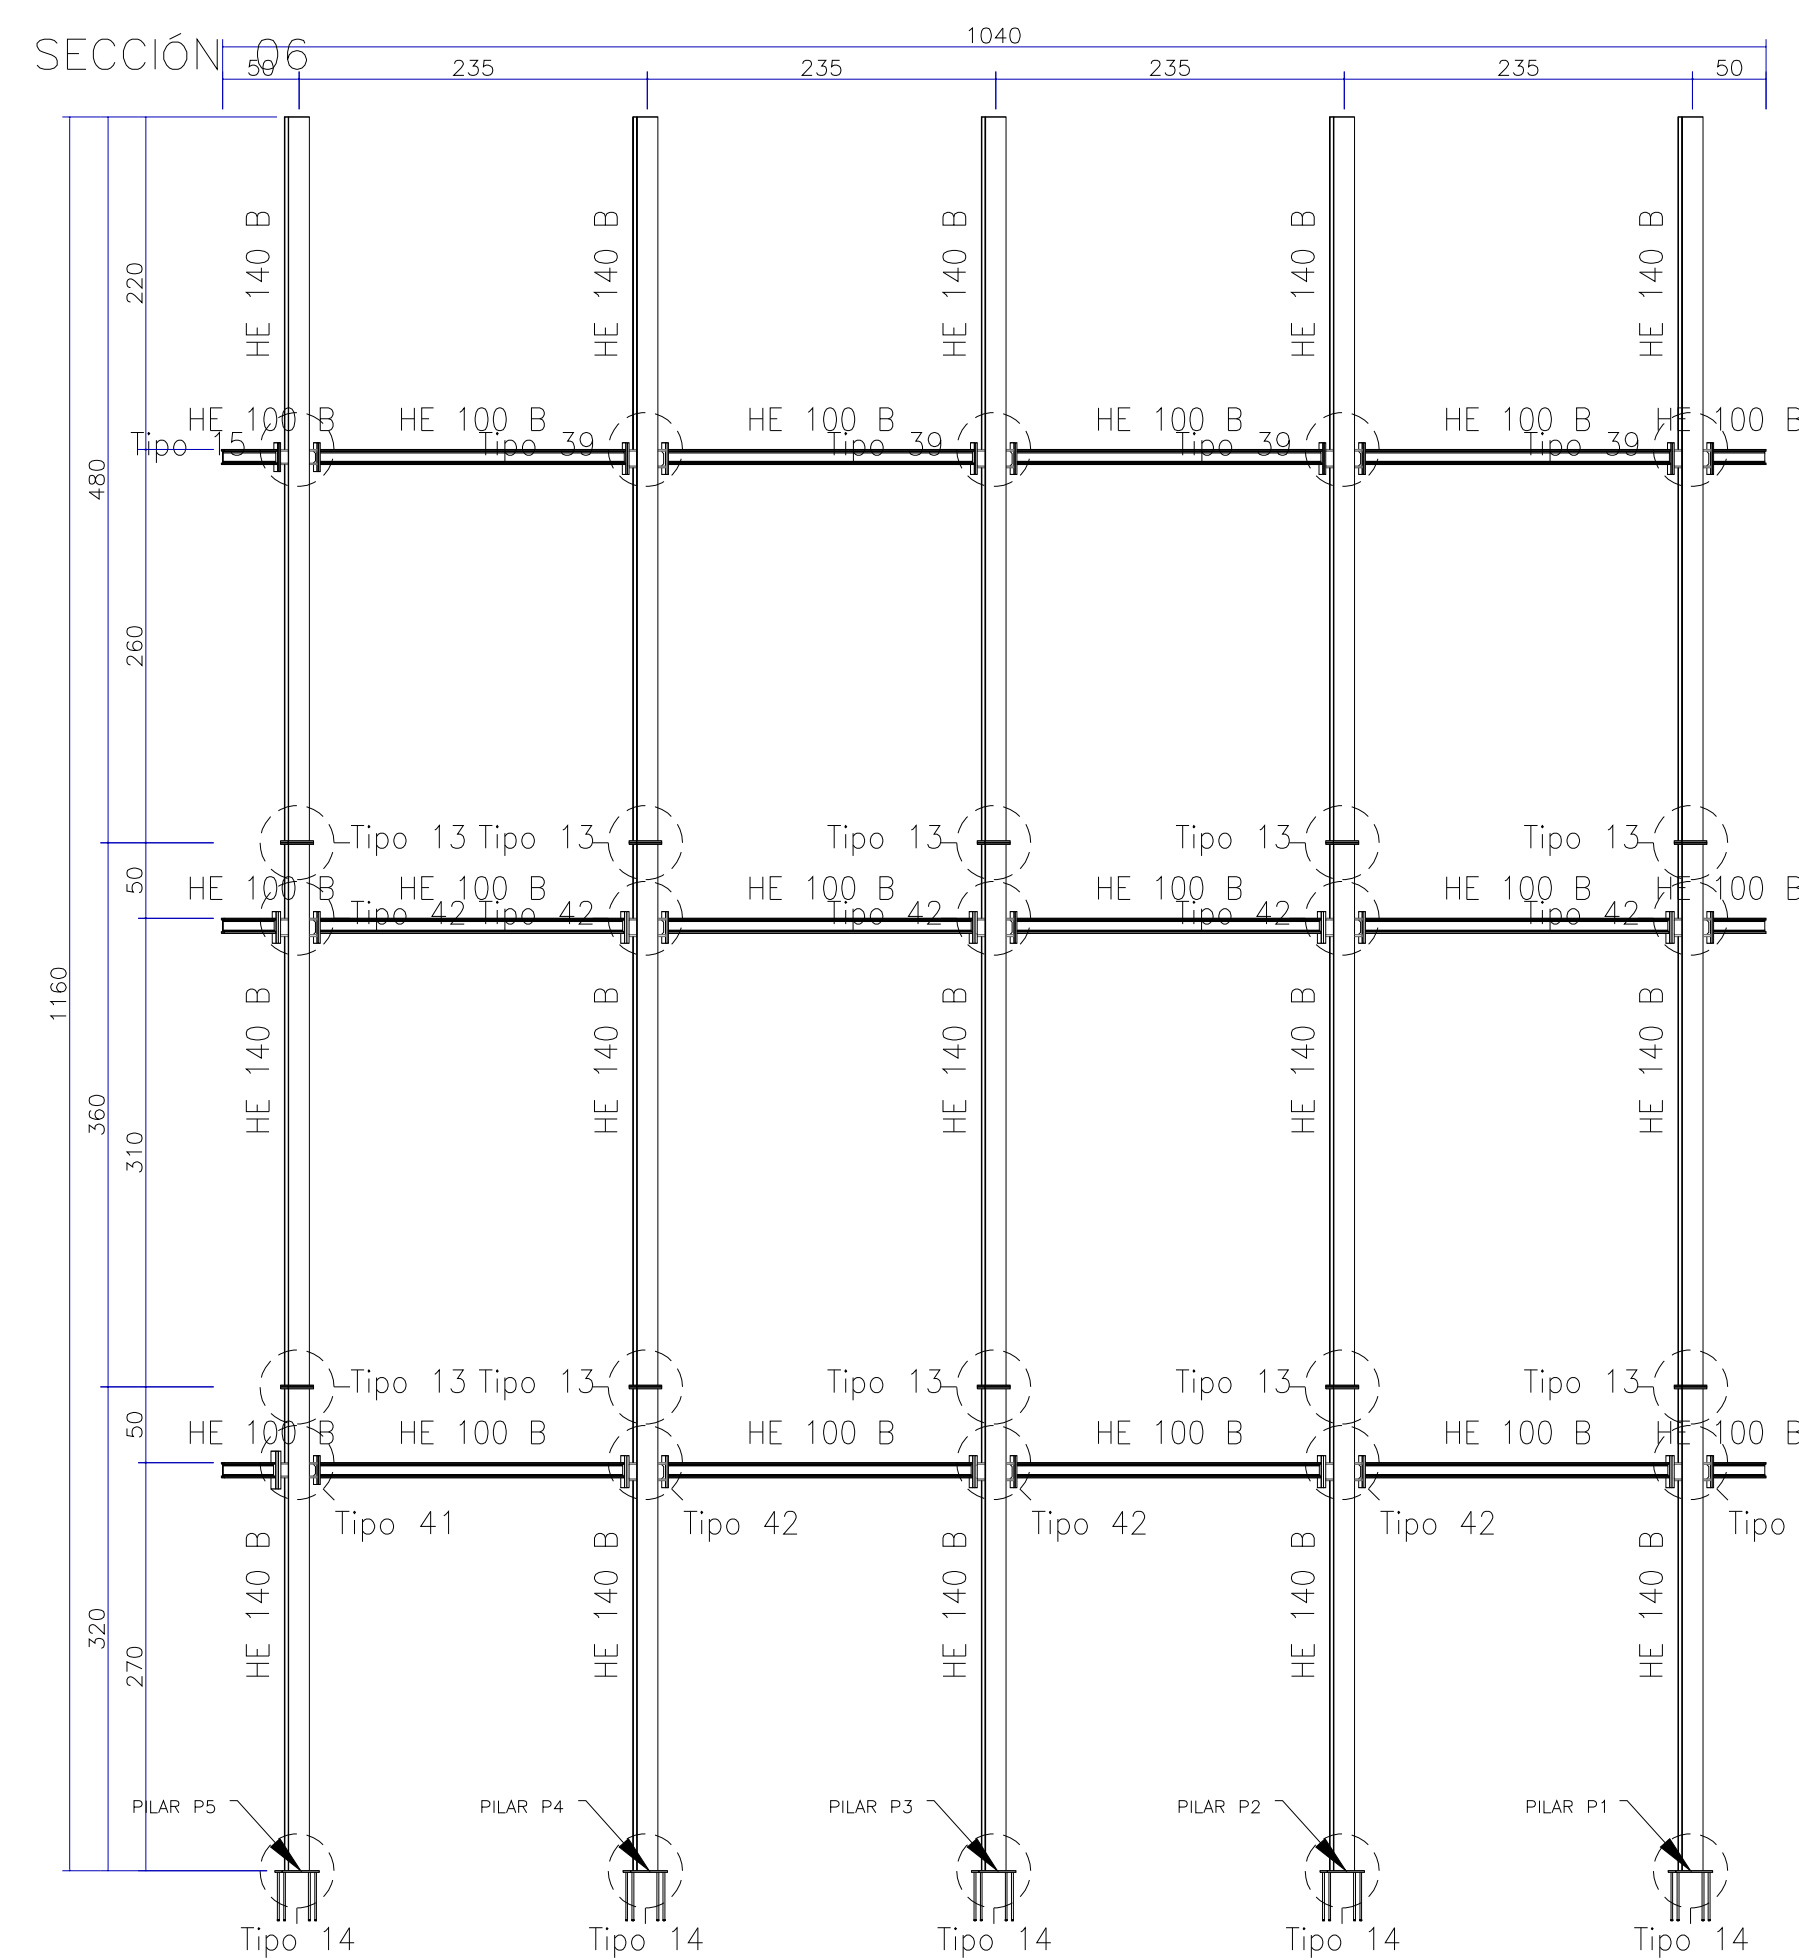 SECCIÓN 06
1040
50 235 235 235 235 50
220
HE 140 B HE 140 B HE 140 B HE 140 B HE 140 B
HE 100 B HE 100 B HE 100 B HE 100 B HE 100 B HE 100 B
Tipo 15 Tipo 39 Tipo 39 Tipo 39 Tipo 39
480
260
Tipo 13 Tipo 13 Tipo 13 Tipo 13 Tipo 13
50
HE 100 B HE 100 B HE 100 B HE 100 B HE 100 B HE 100 B
Tipo 42 Tipo 42 Tipo 42 Tipo 42 Tipo 42
1160
HE 140 B HE 140 B HE 140 B HE 140 B HE 140 B
360
310
Tipo 13 Tipo 13 Tipo 13 Tipo 13 Tipo 13
50
HE 100 B HE 100 B HE 100 B HE 100 B HE 100 B HE 100 B
Tipo 41 Tipo 42 Tipo 42 Tipo 42 Tipo
HE 140 B HE 140 B HE 140 B HE 140 B HE 140 B
320
270
PILAR P5 PILAR P4 PILAR P3 PILAR P2 PILAR P1
Tipo 14 Tipo 14 Tipo 14 Tipo 14 Tipo 14